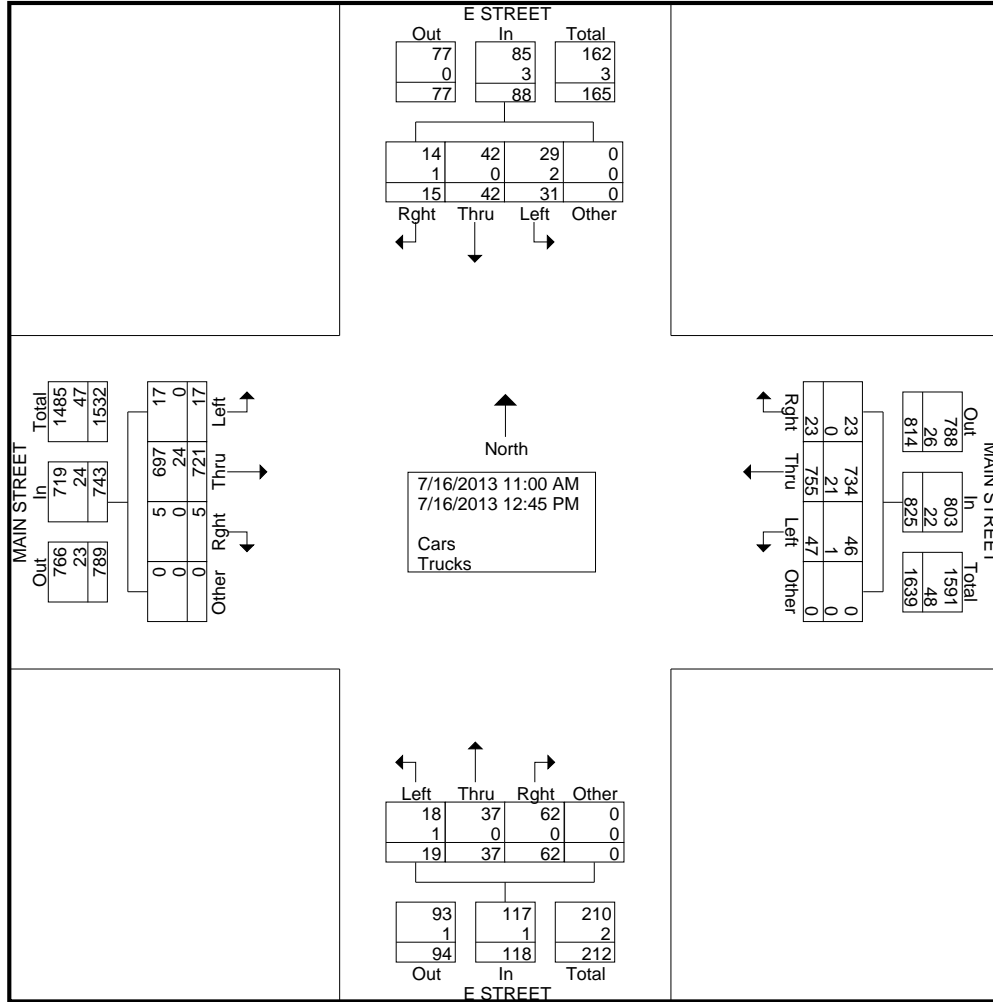 E STREET
Out In Total
77 85 162
0 3 3
77 88 165
14 42 29 0
1 0 2 0
15 42 31 0
Rght Thru Left Other
MAIN STREET
Total In Out
1485 719 766
47 24 23
1532 743 789
17 697 5 0
0 24 0 0
17 721 5 0
Left Thru Rght Other
North
7/16/2013 11:00 AM
7/16/2013 12:45 PM
Cars
Trucks
Rght Thru Left Other
23 734 46 0
0 21 1 0
23 755 47 0
Out In Total
788 803 1591
26 22 48
814 825 1639
MAIN STREET
Left Thru Rght Other
18 37 62 0
1 0 0 0
19 37 62 0
93 117 210
1 1 2
94 118 212
Out In Total
E STREET